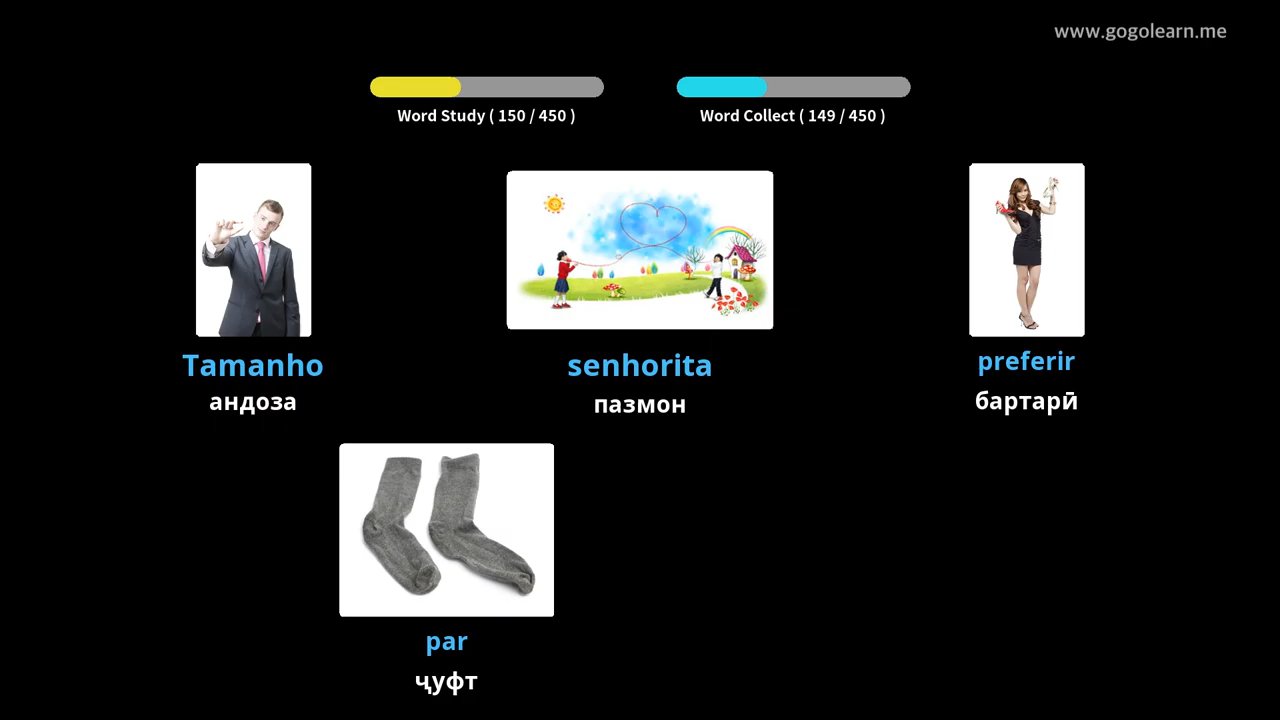 www.gogolearn.me
Word Study ( 150 / 450 )
Word Collect ( 149 / 450 )
Tamanho
андоза
senhorita
пазмон
preferir
бартарӣ
par
ҷуфт